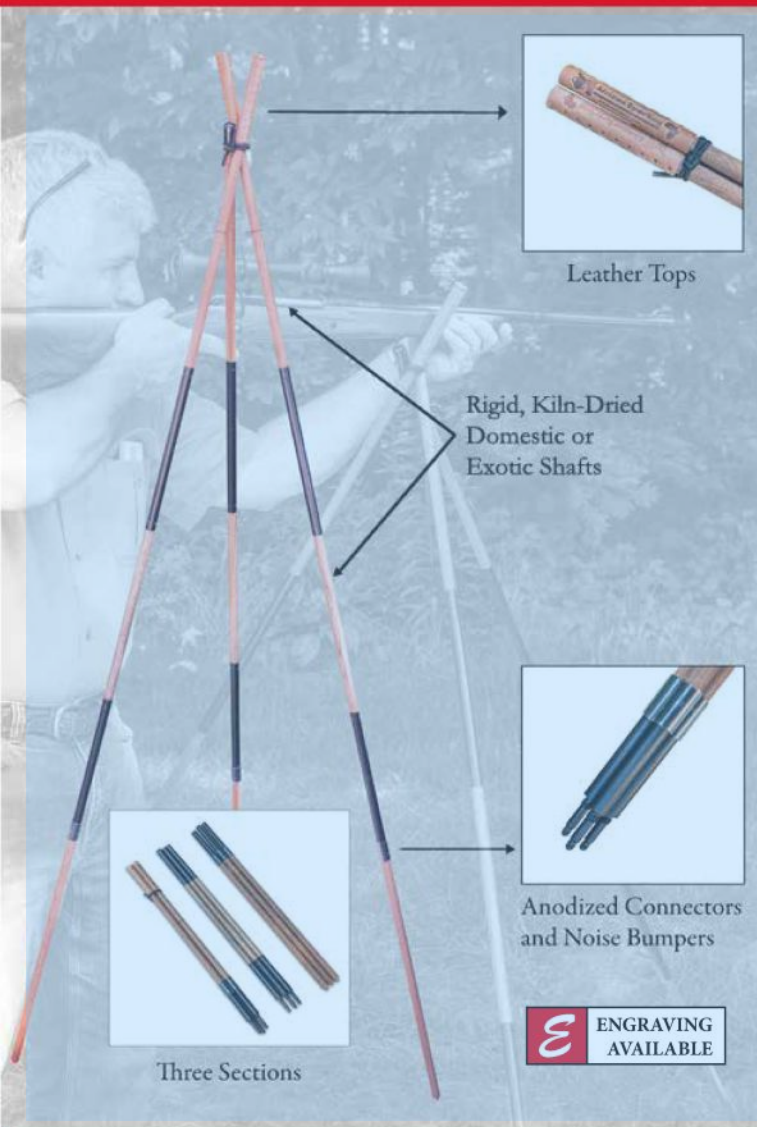 Leather Tops
Rigid, Kiln-Dried
Domestic or
Exotic Shafts
Anodized Connectors
and Noise Bumpers
E ENGRAVING
AVAILABLE
Three Sections